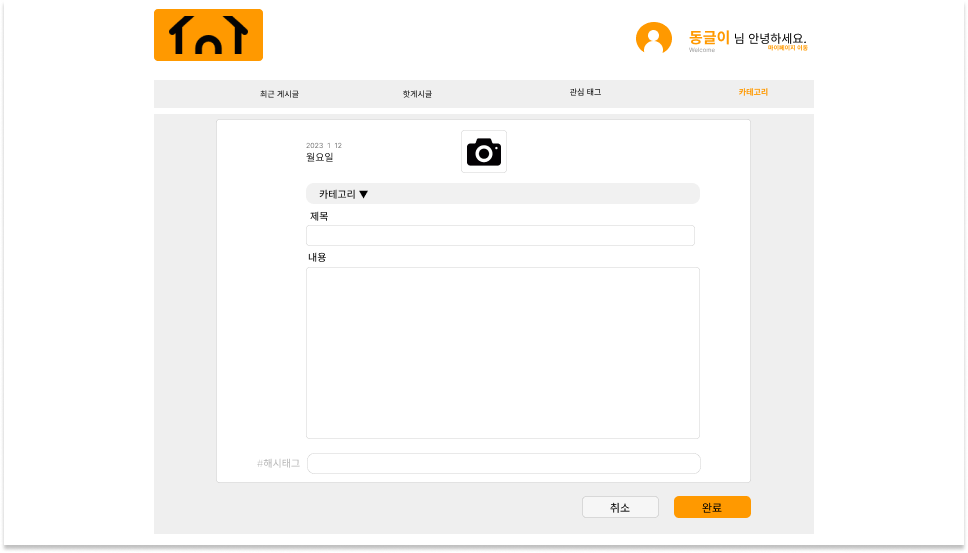 동글이 님 안녕하세요.
Welcome
마이페이지 이동
최근 게시글
핫게시글
관심 태그
카테고리
2023 1 12
월요일
카테고리 ▼
제목
내용
#해시태그
취소
완료